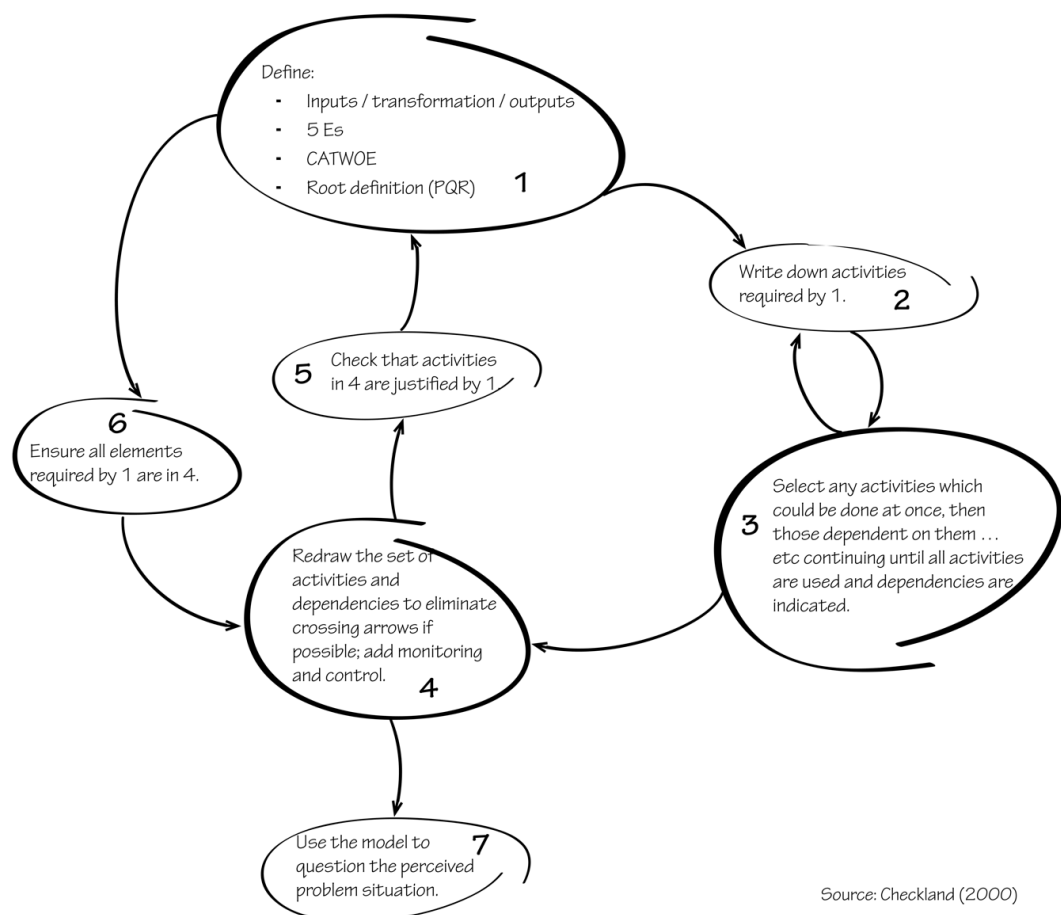 Define:
- Inputs / transformation / outputs
- 5 Es
- CATWOE
- Root definition (PQR)
1
Write down activities
required by 1.
2
3
Select any activities which
could be done at once, then
those dependent on them ...
etc continuing until all activities
are used and dependencies are
indicated.
Redraw the set of
activities and
dependencies to eliminate
crossing arrows if
possible; add monitoring
and control.
4
5
Check that activities
in 4 are justified by 1.
6
Ensure all elements
required by 1 are in 4.
7
Use the model to
question the perceived
problem situation.
Source: Checkland (2000)